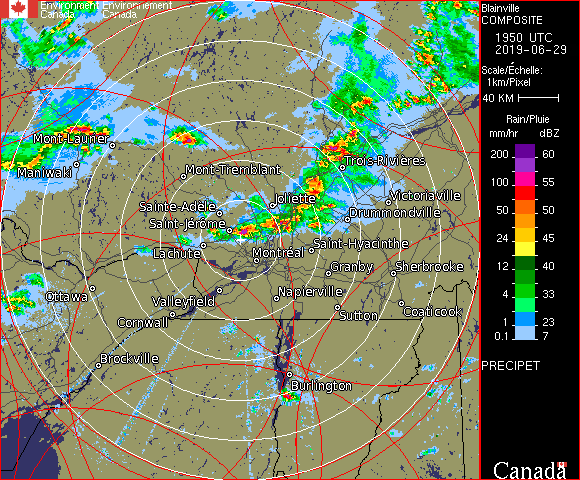 Environment Environnement
Canada Canada
Blainville
COMPOSITE
1950 UTC
2019-06-29
Scale/Échelle:
1km/Pixel
40 KM
Rain/Pluie
mm/hr dBZ
200 60
100 55
50 50
24 45
12 40
4 33
1 23
0.1 7
PRECIPET
Mont-Laurier
Maniwaki
Mont-Tremblant
Trois-Rivières
Sainte-Adèle
Joliette
Victoriaville
Saint-Jérôme
Drummondville
Lachute
Montréal
Saint-Hyacinthe
Granby
Sherbrooke
Ottawa
Valleyfield
Napierville
Cornwall
Sutton
Coaticook
Brockville
Burlington
Canada